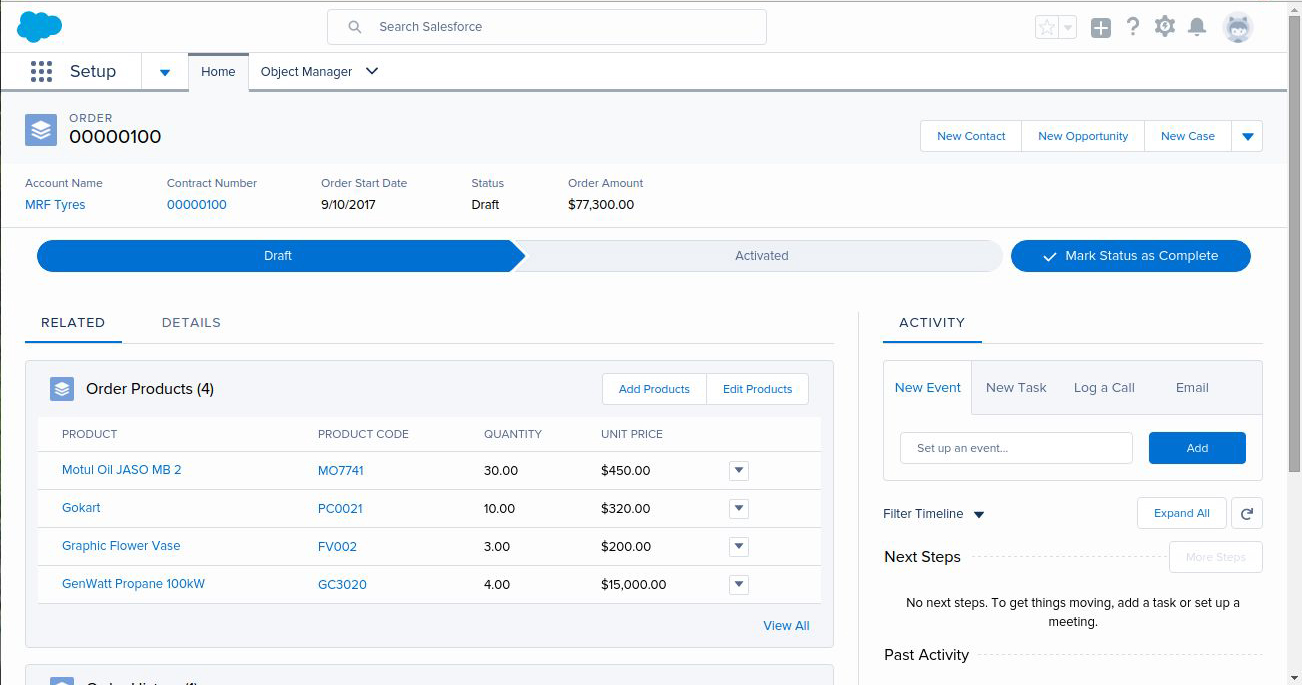 Search Salesforce
Setup
Home
Object Manager
ORDER
00000100
New Contact
New Opportunity
New Case
Account Name
Contract Number
Order Start Date
Status
Order Amount
MRF Tyres
00000100
9/10/2017
Draft
$77,300.00
Draft
Activated
Mark Status as Complete
RELATED
DETAILS
Order Products (4)
Add Products
Edit Products
PRODUCT PRODUCT CODE QUANTITY UNIT PRICE
Motul Oil JASO MB 2 MO7741 30.00 $450.00
Gokart PC0021 10.00 $320.00
Graphic Flower Vase FV002 3.00 $200.00
GenWatt Propane 100kW GC3020 4.00 $15,000.00
View All
Order History (1)
ACTIVITY
New Event
New Task
Log a Call
Email
Set up an event...
Add
Filter Timeline
Expand All
Next Steps
More Steps
No next steps. To get things moving, add a task or set up a
meeting.
Past Activity